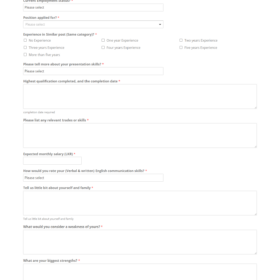 Current employment status? *
Please select
Position applied for? *
Please select
Experience in Similar post (Same category)? *
No Experience
One year Experience
Two years Experience
Three years Experience
Four years Experience
Five years Experience
More than five years
Please tell more about your presentation skills? *
Please select
Highest qualification completed, and the completion date *
Please list any relevant trades or skills *
Expected monthly salary (USD) *
How would you rate your (Verbal & written) English communication skills? *
Please select
Tell us little bit about yourself and family *
What would you consider a weakness of yours? *
What are your biggest strengths? *